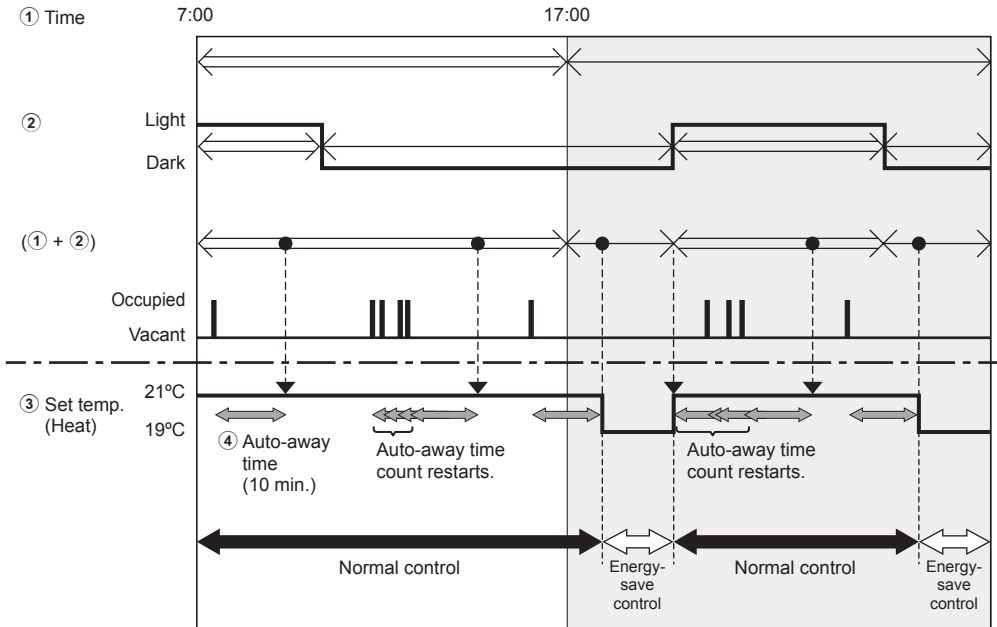 ① Time 7:00 17:00
②
Light
Dark
(① + ②)
Occupied
Vacant
③ Set temp.
(Heat)
21ºC
19ºC
④ Auto-away
time
(10 min.)
Auto-away time
count restarts.
Auto-away time
count restarts.
Normal control
Energy-
save
control
Normal control
Energy-
save
control